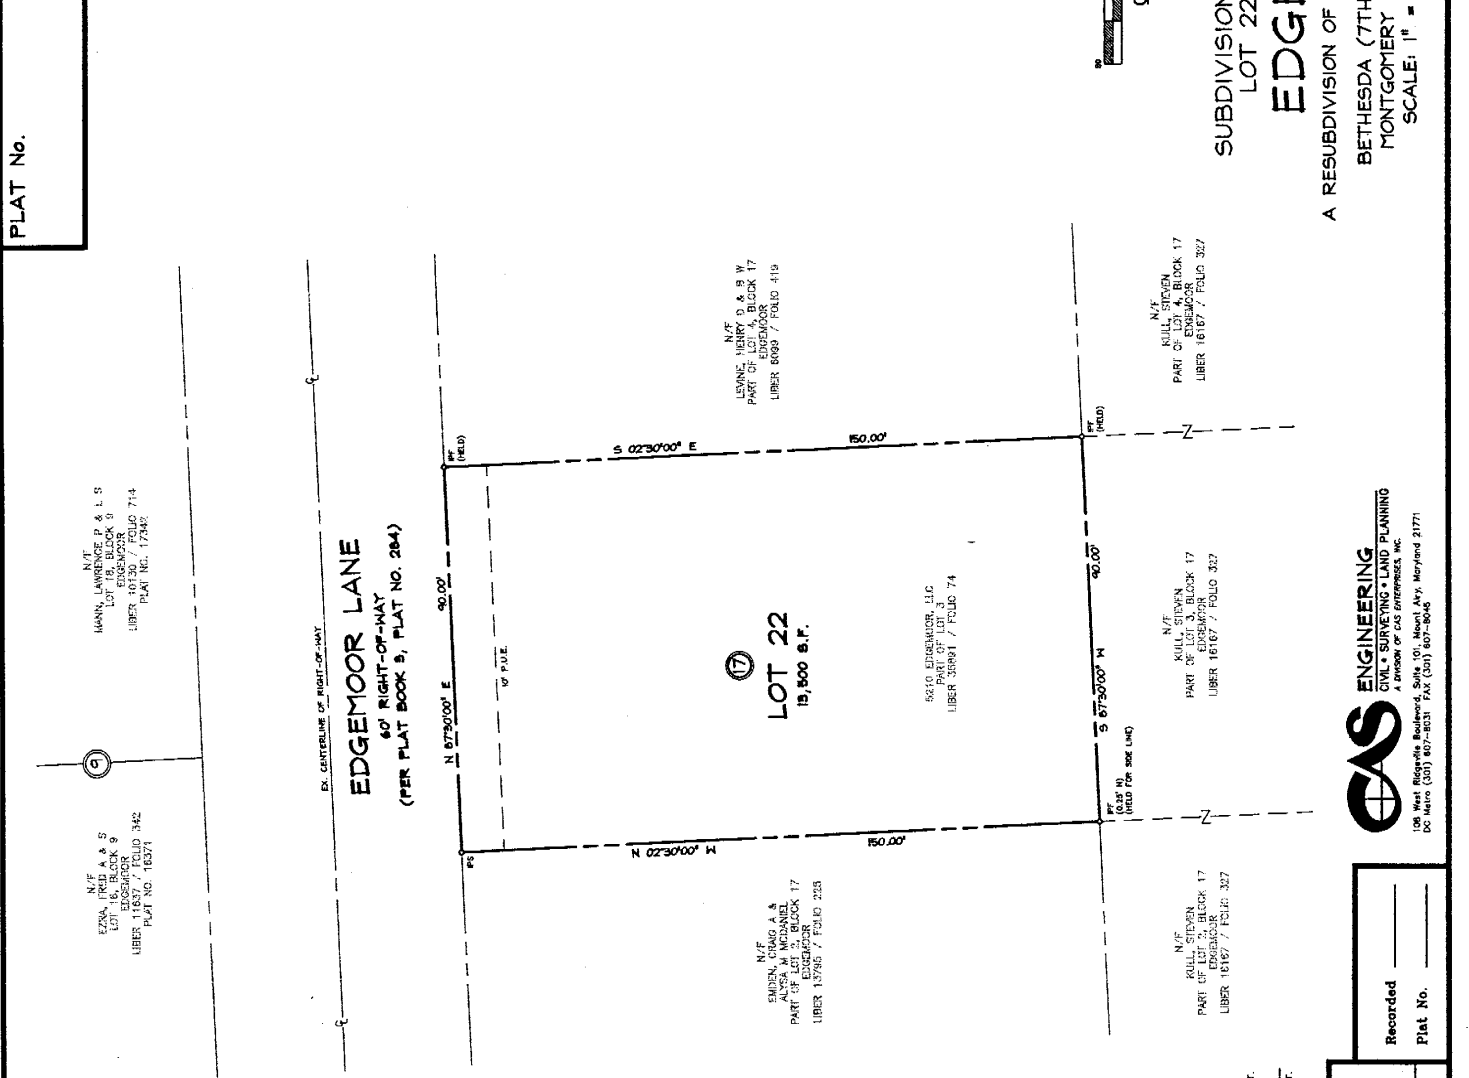 PLAT No.
N/F
MANN, LAWRENCE P & L S
LOT 18, BLOCK 9
EDGEMOOR
LIBER 10130 / FOLIO 714
PLAT NO. 17342
9
N/F
EZRA, FRED A & S
LOT 16, BLOCK 9
EDGEMOOR
LIBER 11637 / FOLIO 342
PLAT NO. 16371
EX. CENTERLINE OF RIGHT-OF-WAY
EDGEMOOR LANE
60' RIGHT-OF-WAY
(PER PLAT BOOK 3, PLAT NO. 264)
N 87°30'00" E 90.00'
IPF
(HELD)
IPS
10' P.U.E.
S 02°30'00" E 150.00'
N 02°30'00" W 150.00'
N/F
LEVINE, HENRY D & B W
PART OF LOT 4, BLOCK 17
EDGEMOOR
LIBER 6099 / FOLIO 419
17
LOT 22
13,500 S.F.
5210 EDGEMOOR, LLC
PART OF LOT 3
LIBER 38891 / FOLIO 74
N/F
EMDEN, CRAIG A &
ALYSA M MCDANIEL
PART OF LOT 2, BLOCK 17
EDGEMOOR
LIBER 13795 / FOLIO 225
S 87°30'00" W 90.00'
IPF
(HELD)
IPF
(0.25' N)
(HELD FOR SIDE LINE)
N/F
KULL, STEVEN
PART OF LOT 4, BLOCK 17
EDGEMOOR
LIBER 16167 / FOLIO 327
N/F
KULL, STEVEN
PART OF LOT 3, BLOCK 17
EDGEMOOR
LIBER 16167 / FOLIO 327
N/F
KULL, STEVEN
PART OF LOT 2, BLOCK 17
EDGEMOOR
LIBER 16167 / FOLIO 327
SUBDIVISION
LOT 22
EDG
A RESUBDIVISION OF
BETHESDA (7TH
MONTGOMERY
SCALE: 1" =
CAS ENGINEERING
CIVIL • SURVEYING • LAND PLANNING
A DIVISION OF CAS ENTERPRISES, INC.
108 West Ridgeville Boulevard, Suite 101, Mount Airy, Maryland 21771
DC Metro (301) 607-8031 FAX (301) 607-8045
Recorded
Plat No.